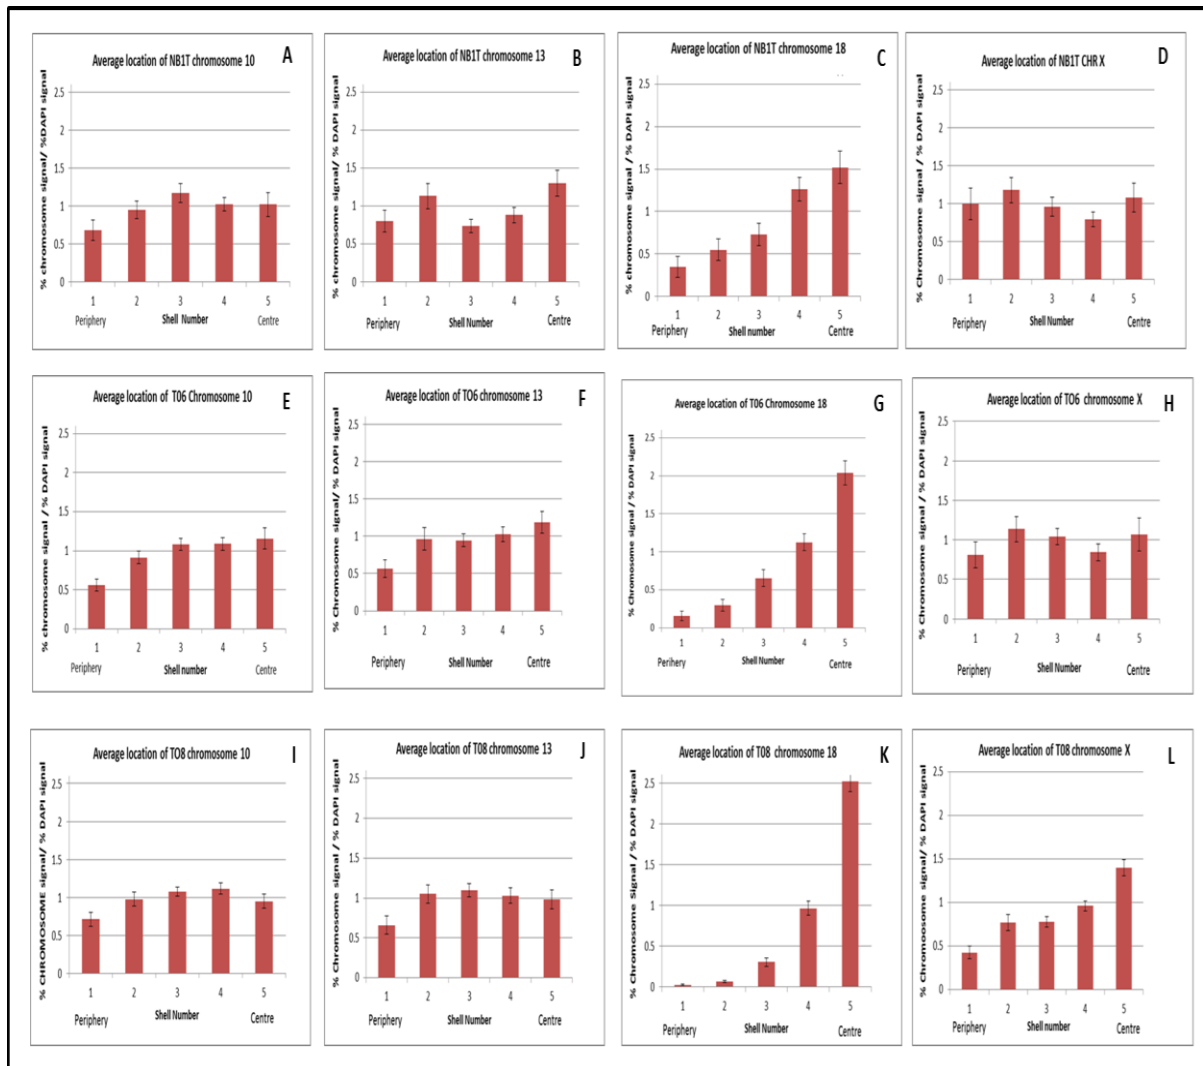 Average location of NB1T chromosome 10
A
% chromosome signal/ %DAPI signal
2.5
2
1.5
1
0.5
0
1 2 3 4 5
Periphery Shell Number Centre
Average location of NB1T chromosome 13
B
% chromosome signal/ % DAPI signal
2.5
2
1.5
1
0.5
0
1 2 3 4 5
Periphery Shell Number Centre
Average location of NB1T chromosome 18
C
% chromosome signal / % DAPI signal
2.5
2
1.5
1
0.5
0
1 2 3 4 5
Periphery Shell Number Centre
Average location of NB1T CHR X
D
% Chromosome signal / % DAPI signal
2.5
2
1.5
1
0.5
0
1 2 3 4 5
Periphery Shell Number Centre
Average location of T06 Chromosome 10
E
% chromosome signal / % DAPI signal
2.5
2
1.5
1
0.5
0
1 2 3 4 5
Periphery Shell number Centre
Average location of TO6 chromosome 13
F
% chromosome signal/ % DAPI signal
2.5
2
1.5
1
0.5
0
1 2 3 4 5
Periphery Shell Number Centre
Average location of T06 Chromosome 18
G
% Chromosome signal / % DAPI signal
2.5
2
1.5
1
0.5
0
1 2 3 4 5
Perihery Shell Number Centre
Average location of TO6 chromosome X
H
% Chromosome signal/ % DAPI signal
2.5
2
1.5
1
0.5
0
1 2 3 4 5
Periphery Shell Number Centre
Average location of TO8 chromosome 10
I
% CHROMOSOME signal/ % DAPI signal
2.5
2
1.5
1
0.5
0
1 2 3 4 5
Periphery Shell Number Centre
Average location of T08 chromosome 13
J
% chromosome signal / % DAPI signal
2.5
2
1.5
1
0.5
0
1 2 3 4 5
Periphery Shell Number Centre
Average location of T08 chromosome 18
K
% Chromosome Signal / % DAPI signal
2.5
2
1.5
1
0.5
0
1 2 3 4 5
Periphery Shell Number Centre
Average location of T08 chromosome X
L
% Chromosome signal/ % DAPI signal
2.5
2
1.5
1
0.5
0
1 2 3 4 5
Periphery Shell number Centre